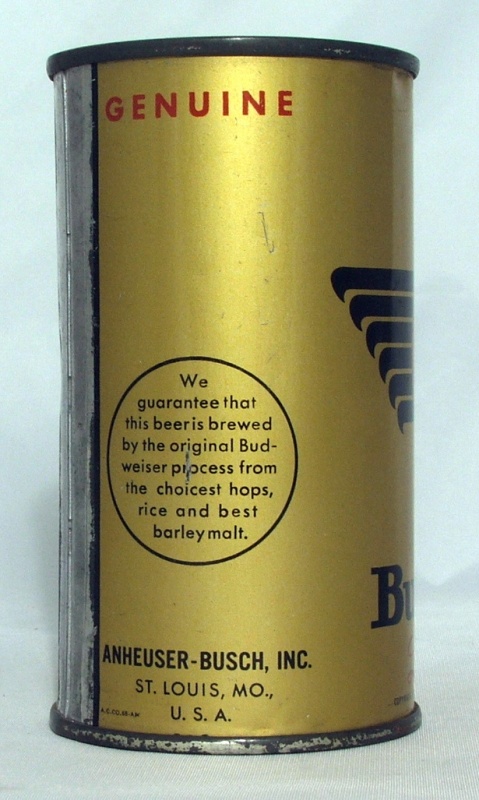 GENUINE
We
guarantee that
this beer is brewed
by the original Bud-
weiser process from
the choicest hops,
rice and best
barley malt.
Bu
ANHEUSER-BUSCH, INC.
ST. LOUIS, MO.,
U. S. A.